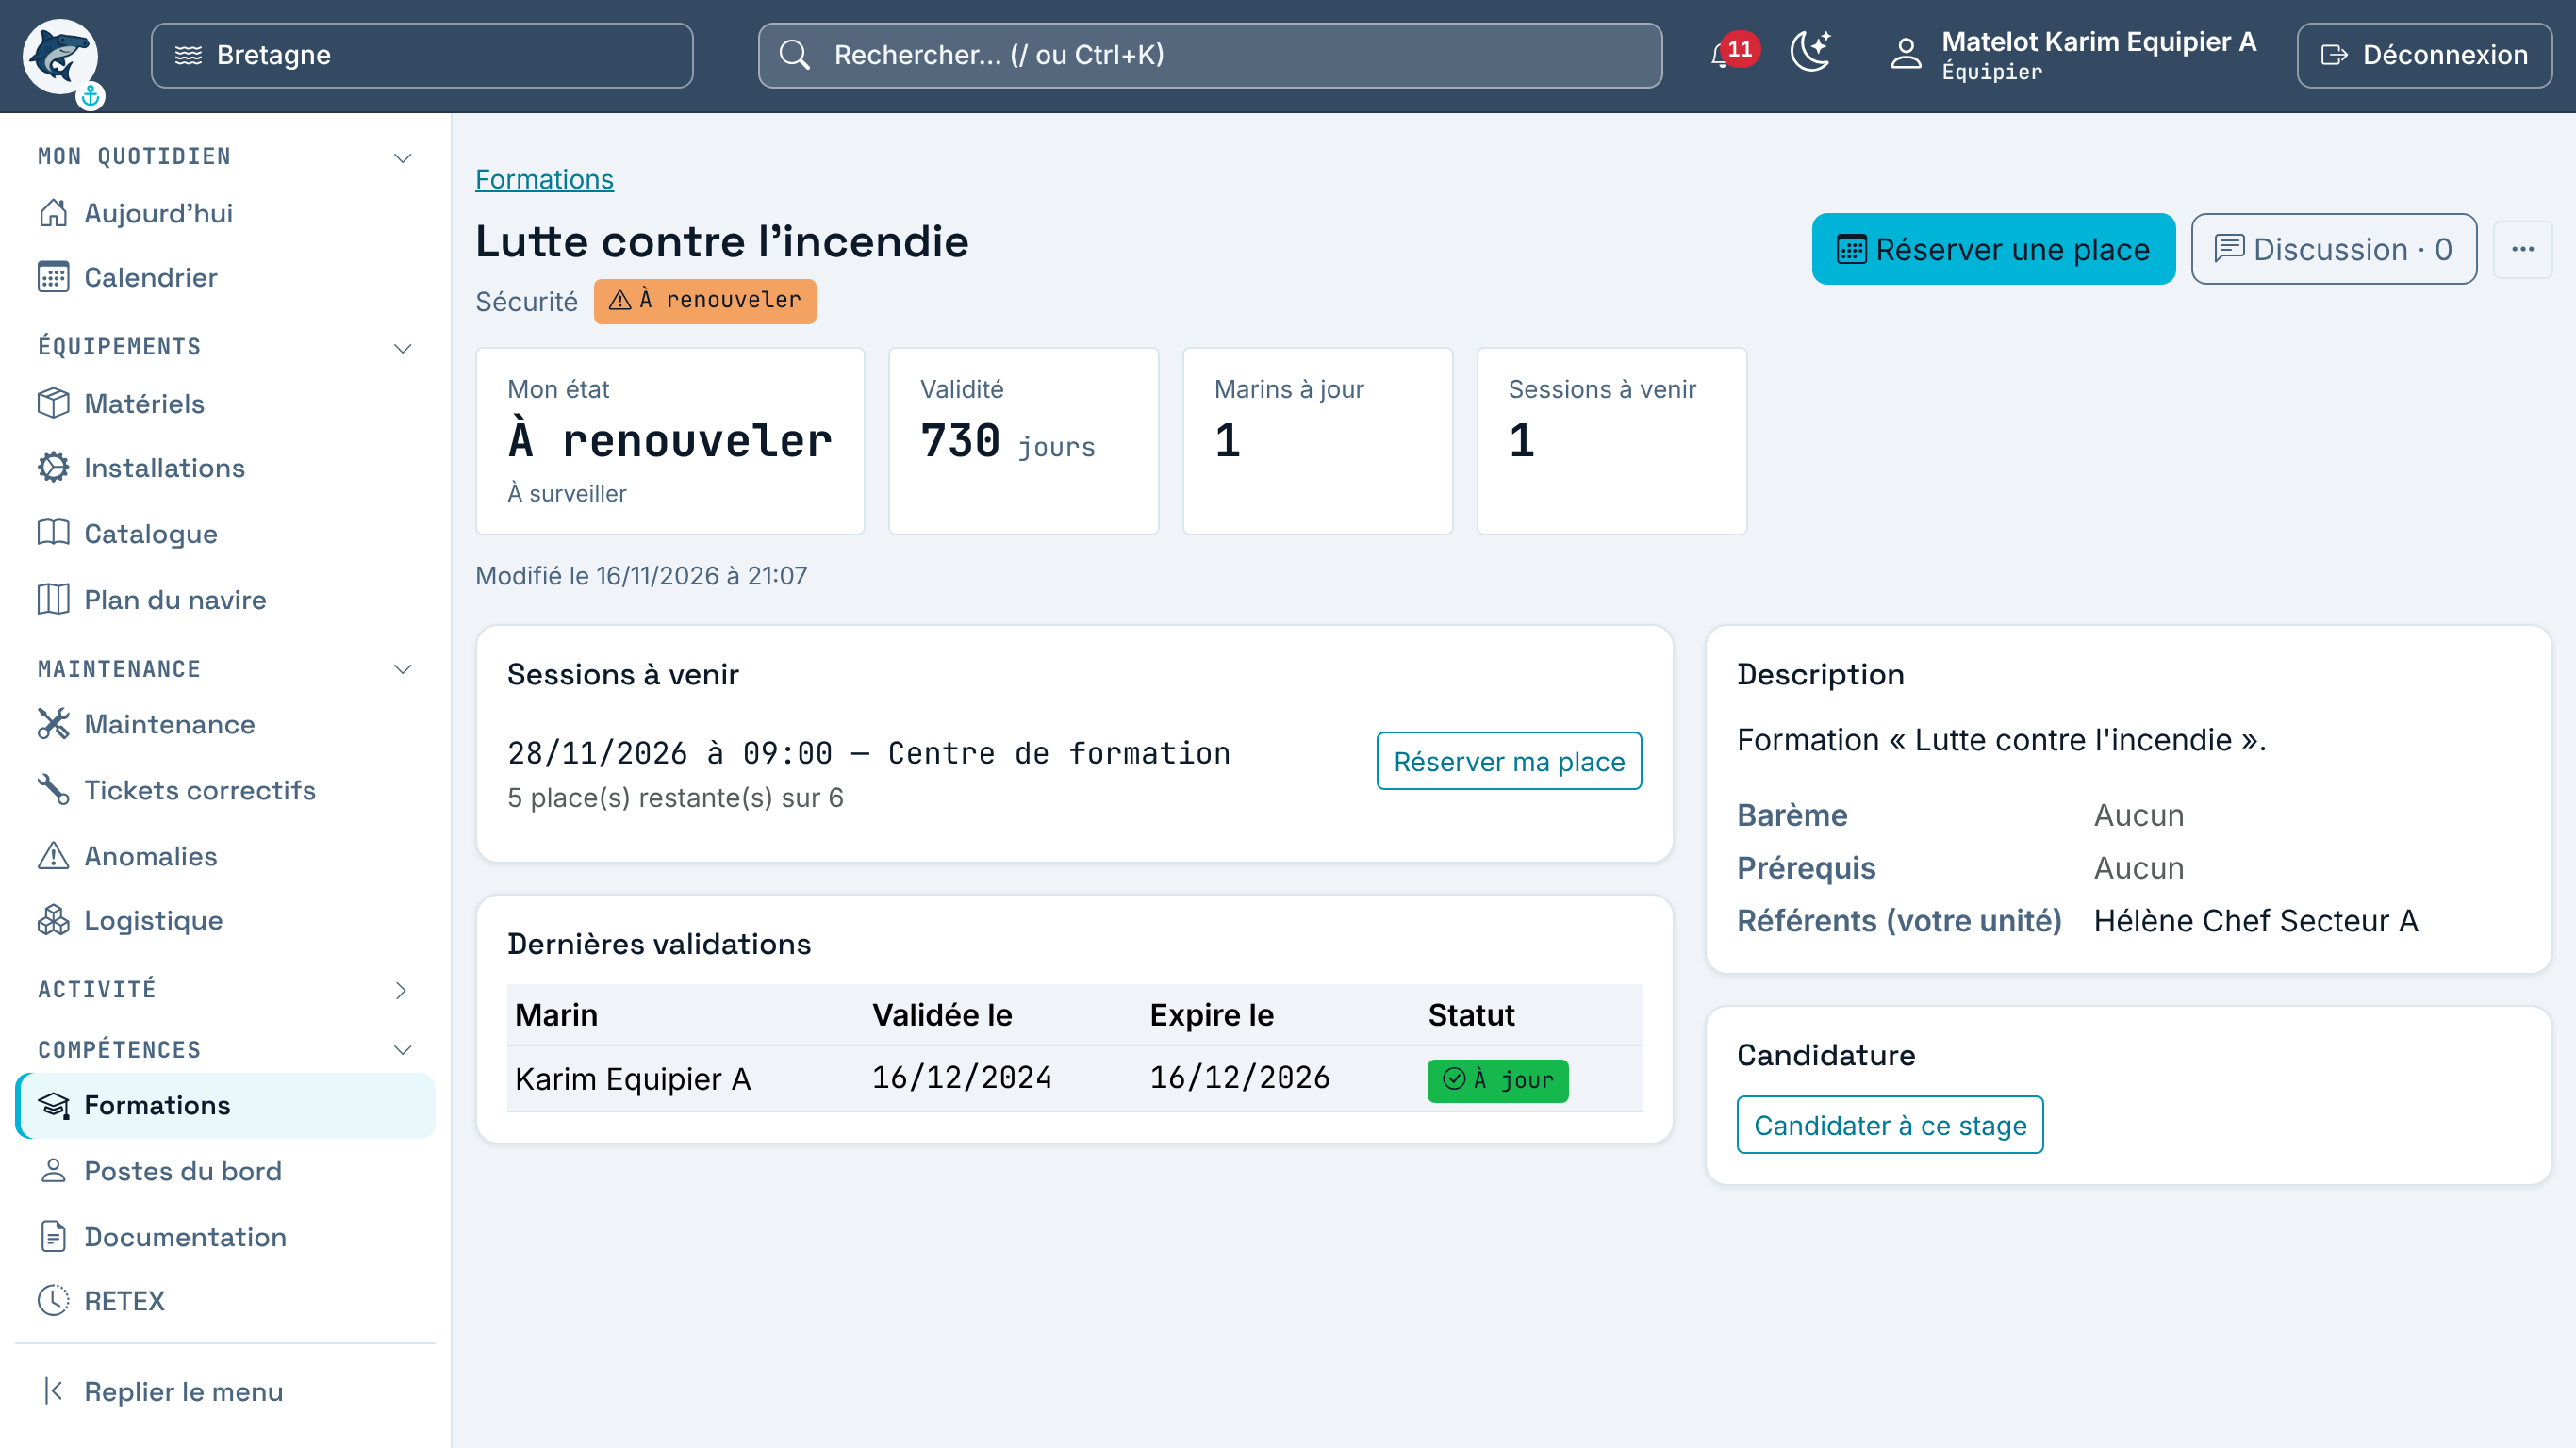 Bretagne
Rechercher... (/ ou Ctrl+K)
11
Matelot Karim Equipier A
Équipier
Déconnexion
MON QUOTIDIEN
Aujourd'hui
Calendrier
ÉQUIPEMENTS
Matériels
Installations
Catalogue
Plan du navire
MAINTENANCE
Maintenance
Tickets correctifs
Anomalies
Logistique
ACTIVITÉ
COMPÉTENCES
Formations
Postes du bord
Documentation
RETEX
Replier le menu
Formations
Lutte contre l'incendie
Sécurité
À renouveler
Réserver une place
Discussion · 0
Mon état
À renouveler
À surveiller
Validité
730 jours
Marins à jour
1
Sessions à venir
1
Modifié le 16/11/2026 à 21:07
Sessions à venir
28/11/2026 à 09:00 — Centre de formation
5 place(s) restante(s) sur 6
Réserver ma place
Dernières validations
Marin Validée le Expire le Statut
Karim Equipier A 16/12/2024 16/12/2026 À jour
Description
Formation « Lutte contre l'incendie ».
Barème Aucun
Prérequis Aucun
Référents (votre unité) Hélène Chef Secteur A
Candidature
Candidater à ce stage